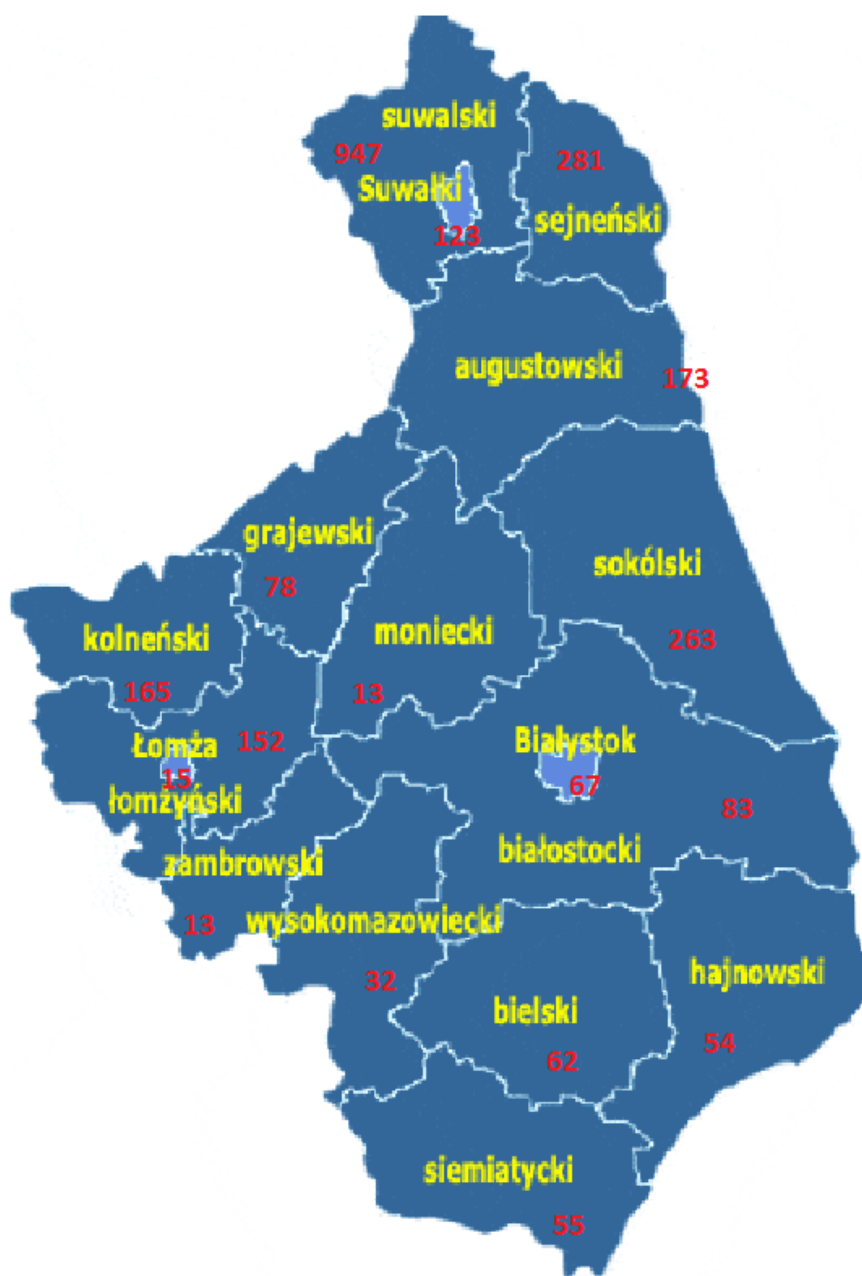 suwalski
947
281
Suwałki
sejneński
123
augustowski
173
grajewski
78
sokólski
kolneński
moniecki
263
165
13
Łomża
152
Białystok
15
67
łomżyński
83
zambrowski
białostocki
13
wysokomazowiecki
32
hajnowski
bielski
54
62
siemiatycki
55